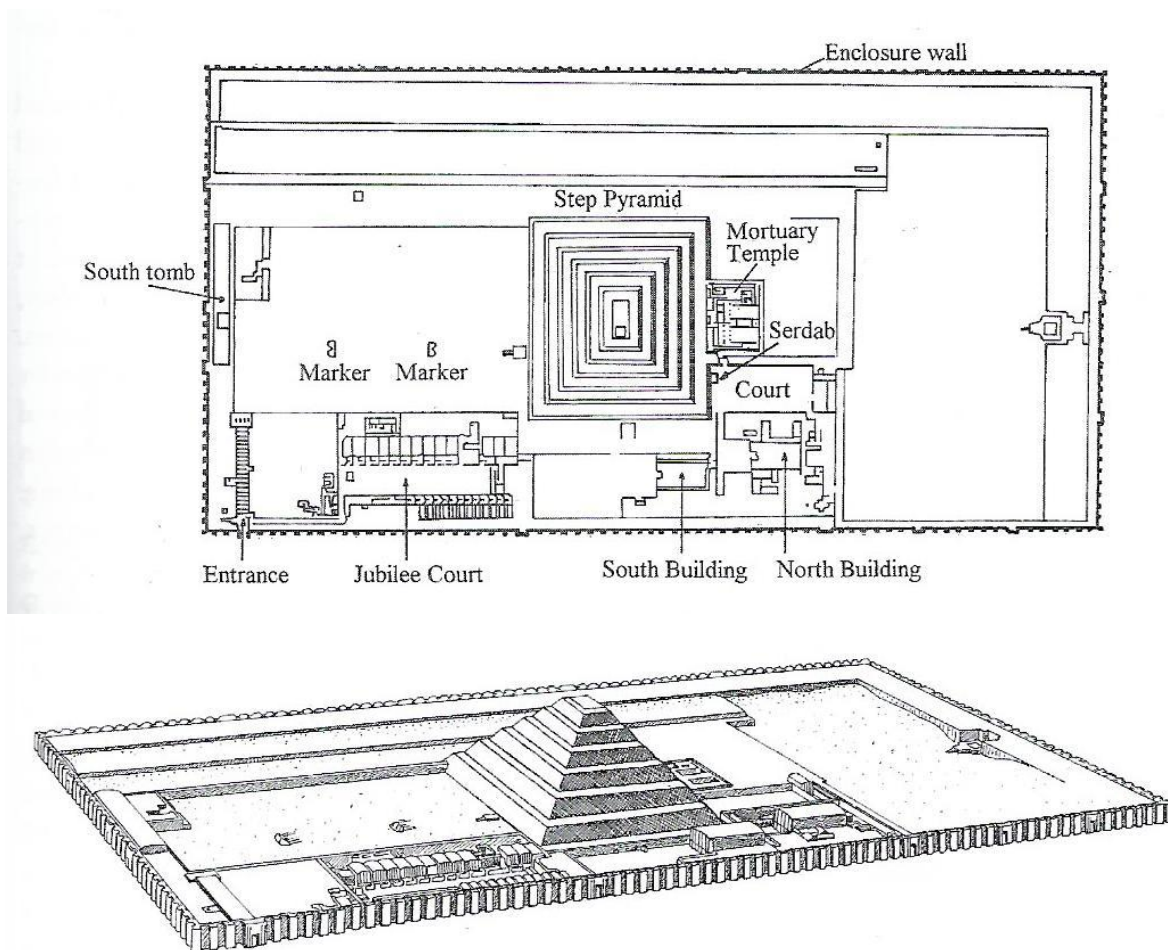 Enclosure wall
Step Pyramid
Mortuary
Temple
South tomb
Serdab
Marker
Marker
Court
Entrance
Jubilee Court
South Building
North Building